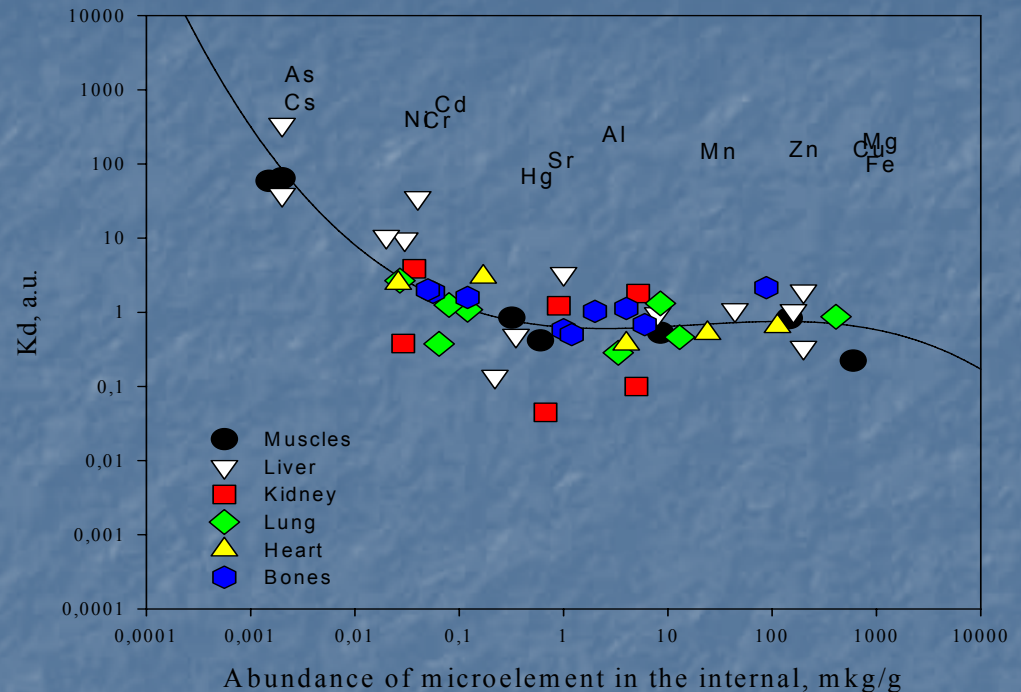 10000
1000
100
10
1
0,1
0,01
0,001
0,0001
Kd, a.u.
As
Cs
Ni
Cr
Cd
Hg
Sr
Al
Mn
Zn
Cu
Mg
Fe
Muscles
Liver
Kidney
Lung
Heart
Bones
0,0001 0,001 0,01 0,1 1 10 100 1000 10000
Abundance of microelement in the internal, mkg/g